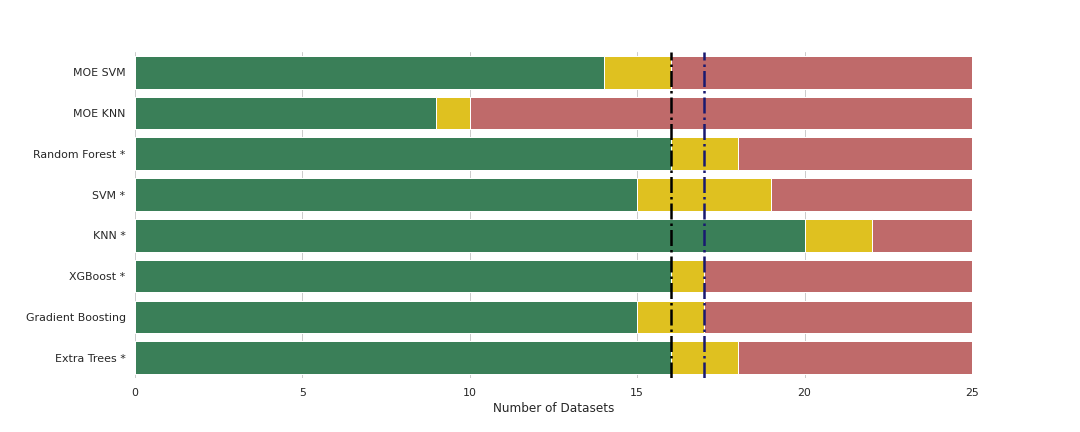 MOE SVM
MOE KNN
Random Forest *
SVM *
KNN *
XGBoost *
Gradient Boosting
Extra Trees *
0 5 10 15 20 25
Number of Datasets